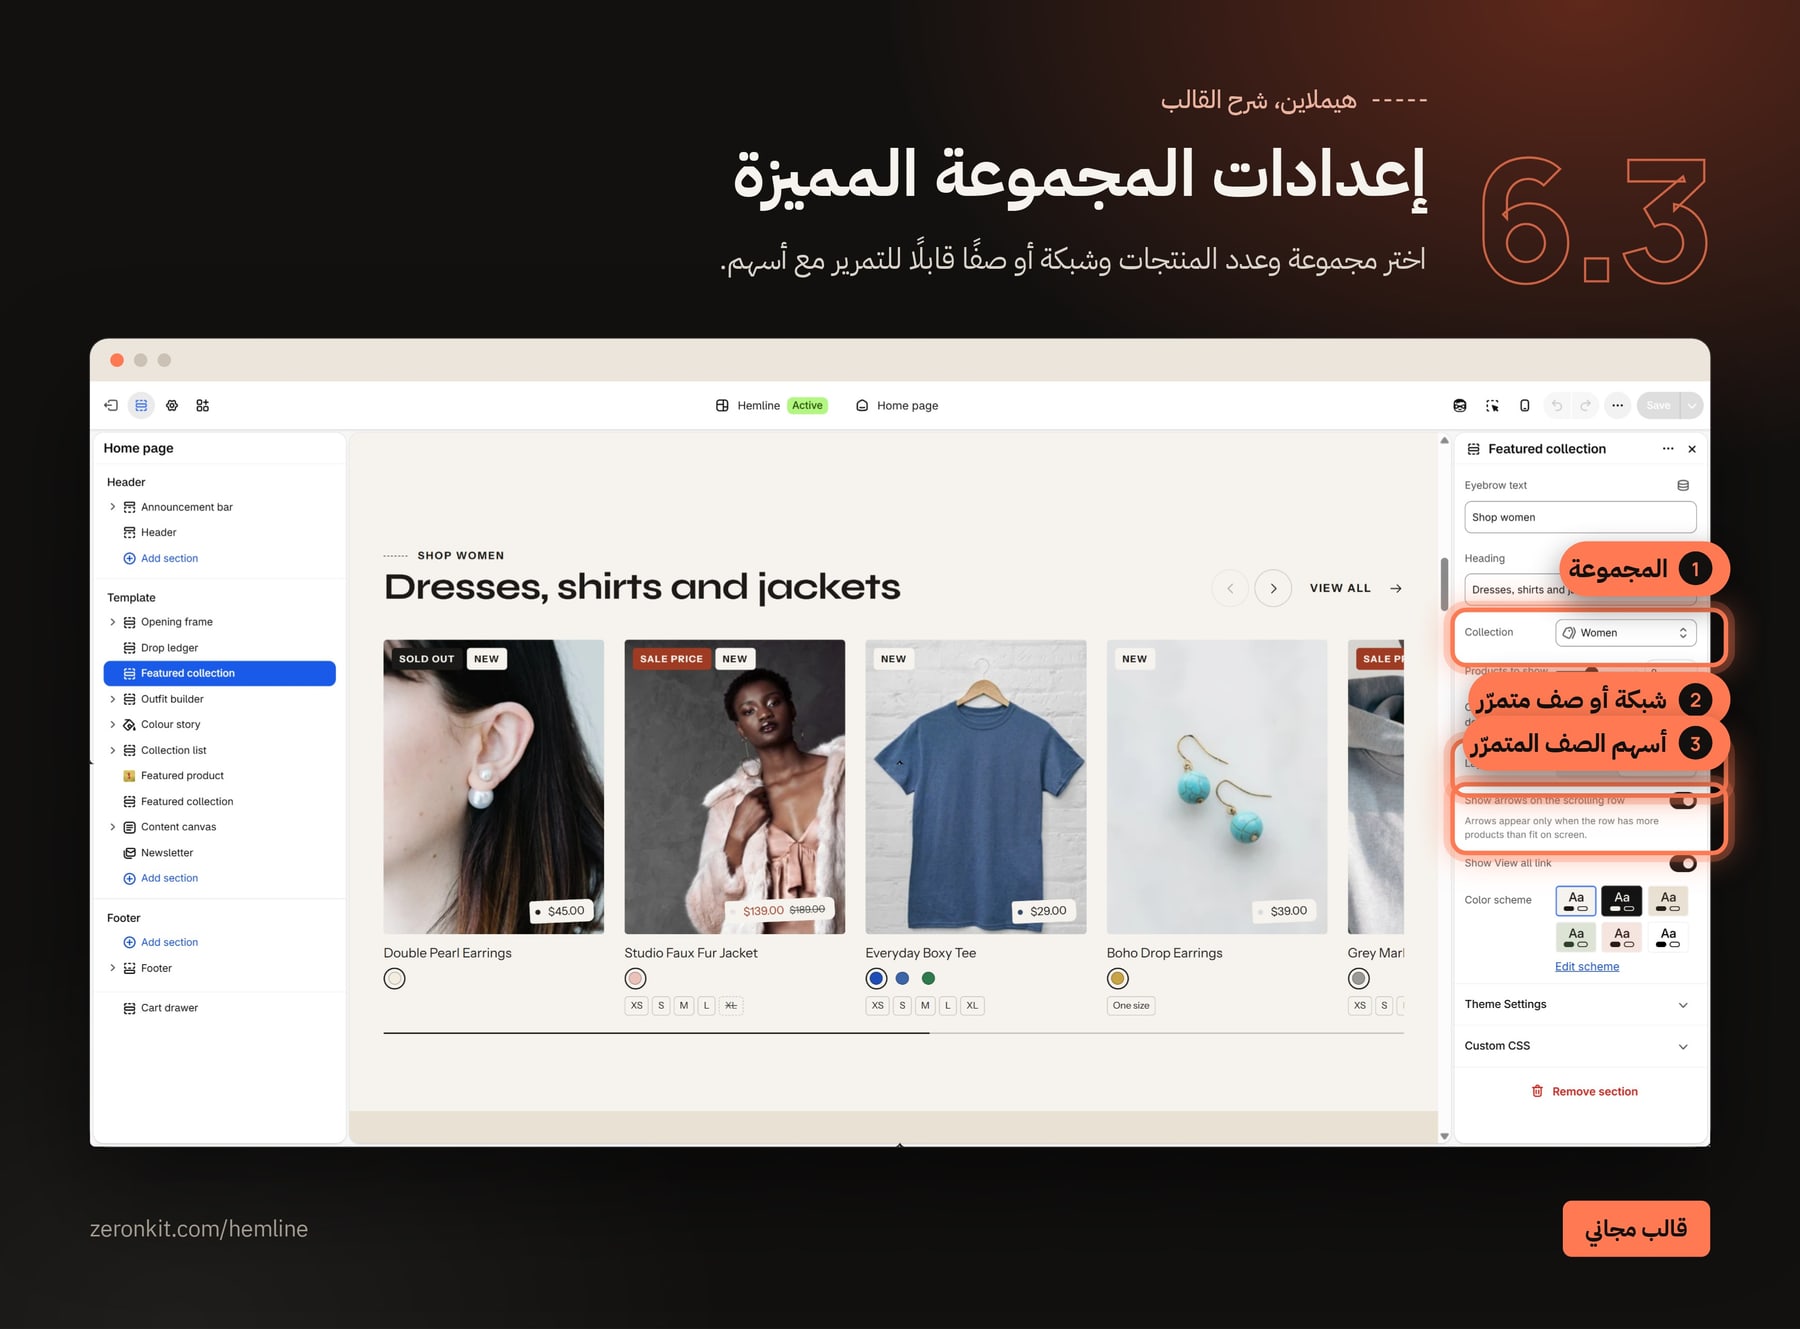 هيملاين، شرح القالب
6.3
إعدادات المجموعة المميزة
اختر مجموعة وعدد المنتجات وشبكة أو صفًا قابلًا للتمرير مع أسهم.
Hemline
Active
Home page
Save
Home page
Header
Announcement bar
Header
Add section
Template
Opening frame
Drop ledger
Featured collection
Outfit builder
Colour story
Collection list
Featured product
Featured collection
Content canvas
Newsletter
Add section
Footer
Add section
Footer
Cart drawer
SHOP WOMEN
Dresses, shirts and jackets
VIEW ALL
SOLD OUT NEW
$45.00
Double Pearl Earrings
SALE PRICE NEW
$139.00 $189.00
Studio Faux Fur Jacket
XS S M L XL
NEW
$29.00
Everyday Boxy Tee
XS S M L XL
NEW
$39.00
Boho Drop Earrings
One size
SALE
Grey
XS S
Featured collection
Eyebrow text
Shop women
Heading
Dresses, shirts and
1 المجموعة
Collection
Women
Products to show
2 شبكة أو صف متمرّر
3 أسهم الصف المتمرّر
Show arrows on the scrolling row
Arrows appear only when the row has more
products than fit on screen.
Show View all link
Color scheme
Aa Aa Aa
Aa Aa Aa
Edit scheme
Theme Settings
Custom CSS
Remove section
zeronkit.com/hemline
قالب مجاني